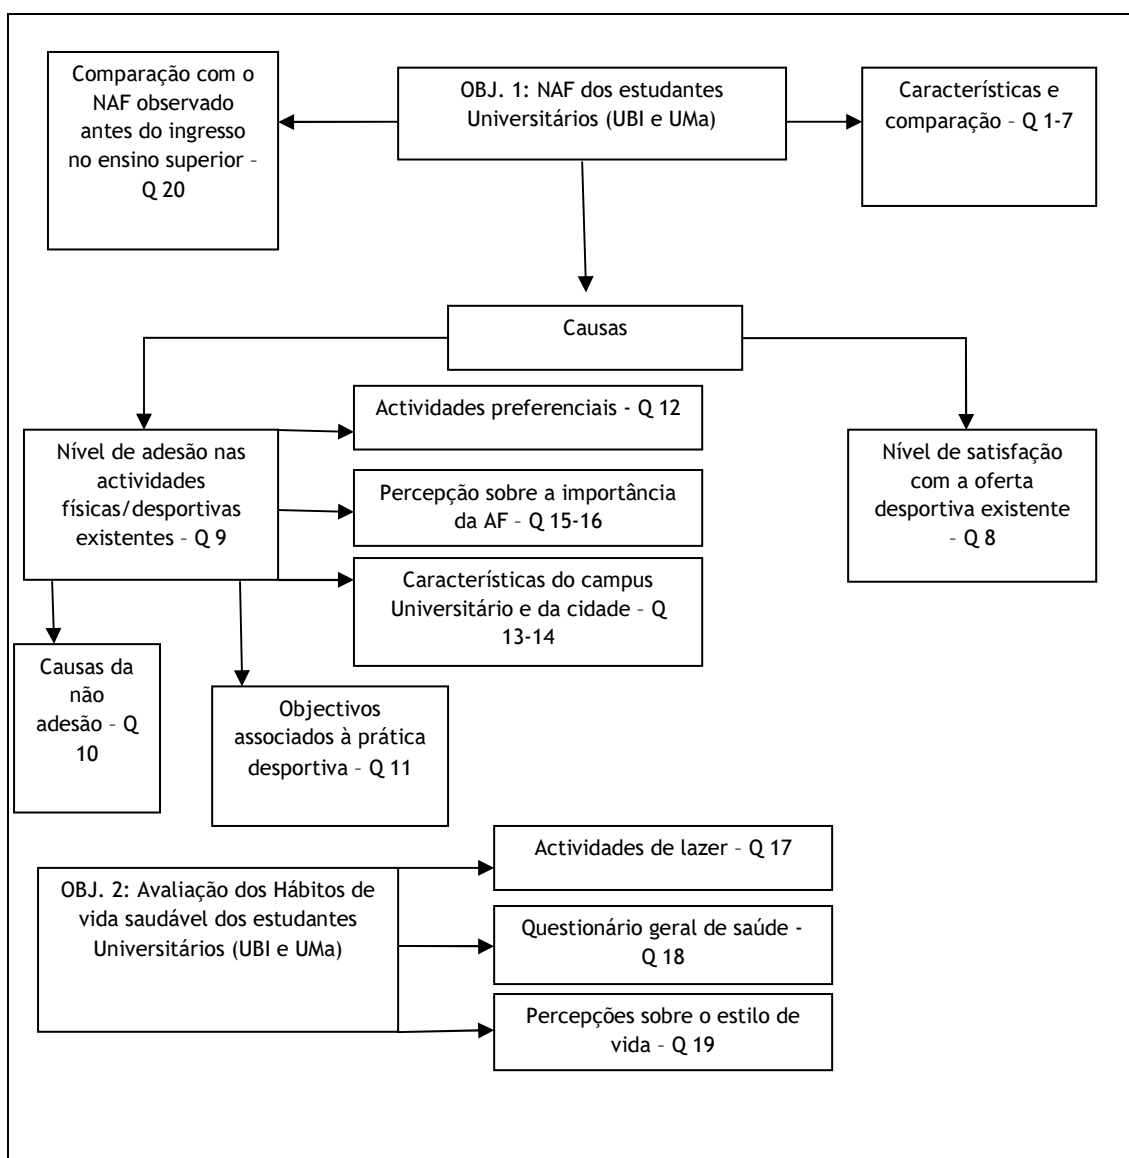 Comparação com o
NAF observado
antes do ingresso
no ensino superior –
Q 20
OBJ. 1: NAF dos estudantes
Universitários (UBI e UMa)
Características e
comparação – Q 1-7
Causas
Nível de adesão nas
actividades
físicas/desportivas
existentes – Q 9
Actividades preferenciais - Q 12
Percepção sobre a importância
da AF – Q 15-16
Características do campus
Universitário e da cidade – Q
13-14
Nível de satisfação
com a oferta
desportiva existente
– Q 8
Causas da
não
adesão – Q
10
Objectivos
associados à prática
desportiva – Q 11
OBJ. 2: Avaliação dos Hábitos de
vida saudável dos estudantes
Universitários (UBI e UMa)
Actividades de lazer – Q 17
Questionário geral de saúde -
Q 18
Percepções sobre o estilo de
vida – Q 19